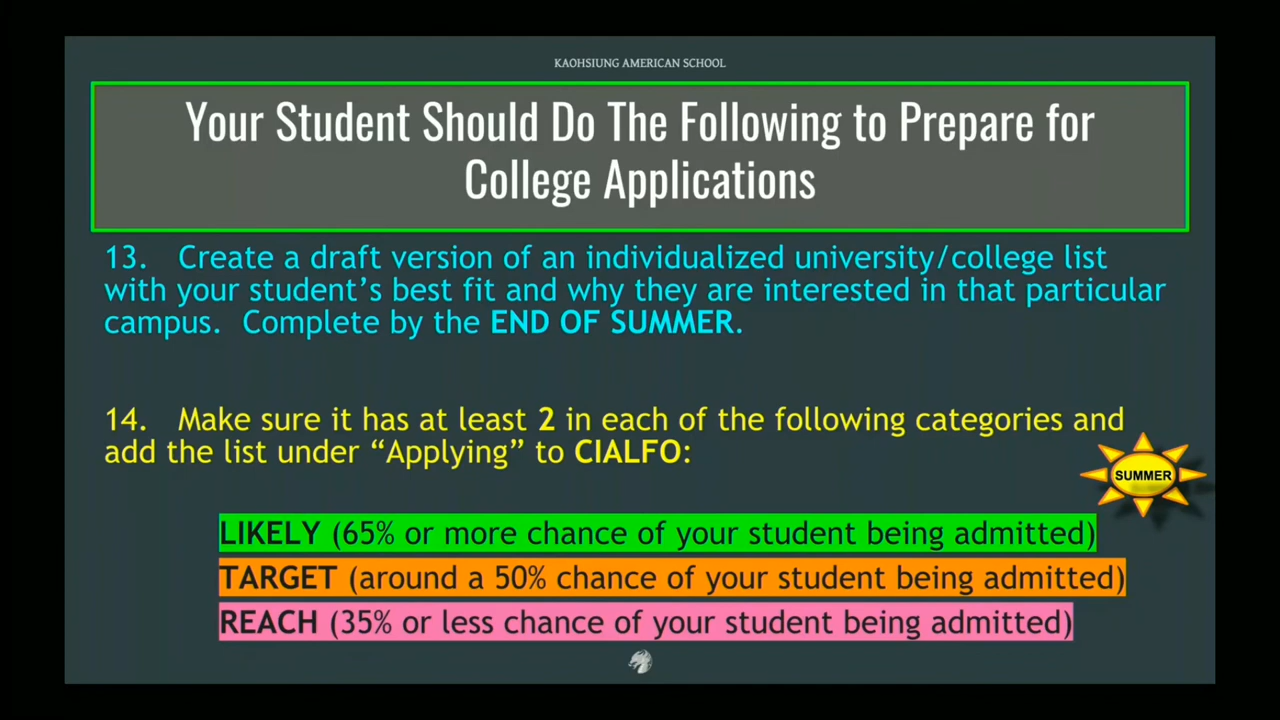 KAOHSIUNG AMERICAN SCHOOL
Your Student Should Do The Following to Prepare for
College Applications
13. Create a draft version of an individualized university/college list
with your student’s best fit and why they are interested in that particular
campus. Complete by the END OF SUMMER.
14. Make sure it has at least 2 in each of the following categories and
add the list under “Applying” to CIALFO:
SUMMER
LIKELY (65% or more chance of your student being admitted)
TARGET (around a 50% chance of your student being admitted)
REACH (35% or less chance of your student being admitted)